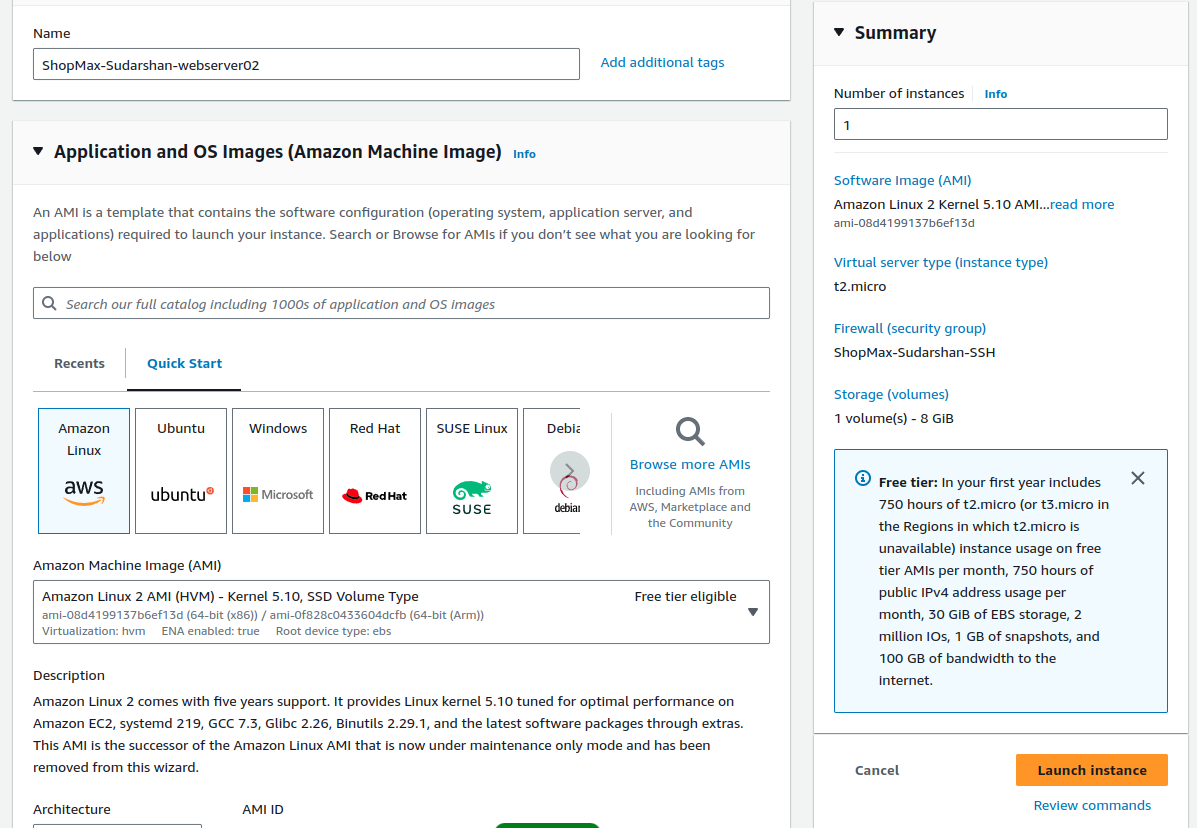 Name
ShopMax-Sudarshan-webserver02
Add additional tags
Application and OS Images (Amazon Machine Image) Info
An AMI is a template that contains the software configuration (operating system, application server, and
applications) required to launch your instance. Search or Browse for AMIs if you don’t see what you are looking for
below
Search our full catalog including 1000s of application and OS images
Recents
Quick Start
Amazon
Linux
aws
Ubuntu
ubuntu
Windows
Microsoft
Red Hat
Red Hat
SUSE Linux
SUSE
Debia
debian
Browse more AMIs
Including AMIs from
AWS, Marketplace and
the Community
Amazon Machine Image (AMI)
Amazon Linux 2 AMI (HVM) - Kernel 5.10, SSD Volume Type
Free tier eligible
ami-08d4199137b6ef13d (64-bit (x86)) / ami-0f828c0433604dcfb (64-bit (Arm))
Virtualization: hvm ENA enabled: true Root device type: ebs
Description
Amazon Linux 2 comes with five years support. It provides Linux kernel 5.10 tuned for optimal performance on
Amazon EC2, systemd 219, GCC 7.3, Glibc 2.26, Binutils 2.29.1, and the latest software packages through extras.
This AMI is the successor of the Amazon Linux AMI that is now under maintenance only mode and has been
removed from this wizard.
Architecture
AMI ID
Summary
Number of instances Info
1
Software Image (AMI)
Amazon Linux 2 Kernel 5.10 AMI...read more
ami-08d4199137b6ef13d
Virtual server type (instance type)
t2.micro
Firewall (security group)
ShopMax-Sudarshan-SSH
Storage (volumes)
1 volume(s) - 8 GiB
Free tier: In your first year includes
750 hours of t2.micro (or t3.micro in
the Regions in which t2.micro is
unavailable) instance usage on free
tier AMIs per month, 750 hours of
public IPv4 address usage per
month, 30 GiB of EBS storage, 2
million IOs, 1 GB of snapshots, and
100 GB of bandwidth to the
internet.
Cancel
Launch instance
Review commands